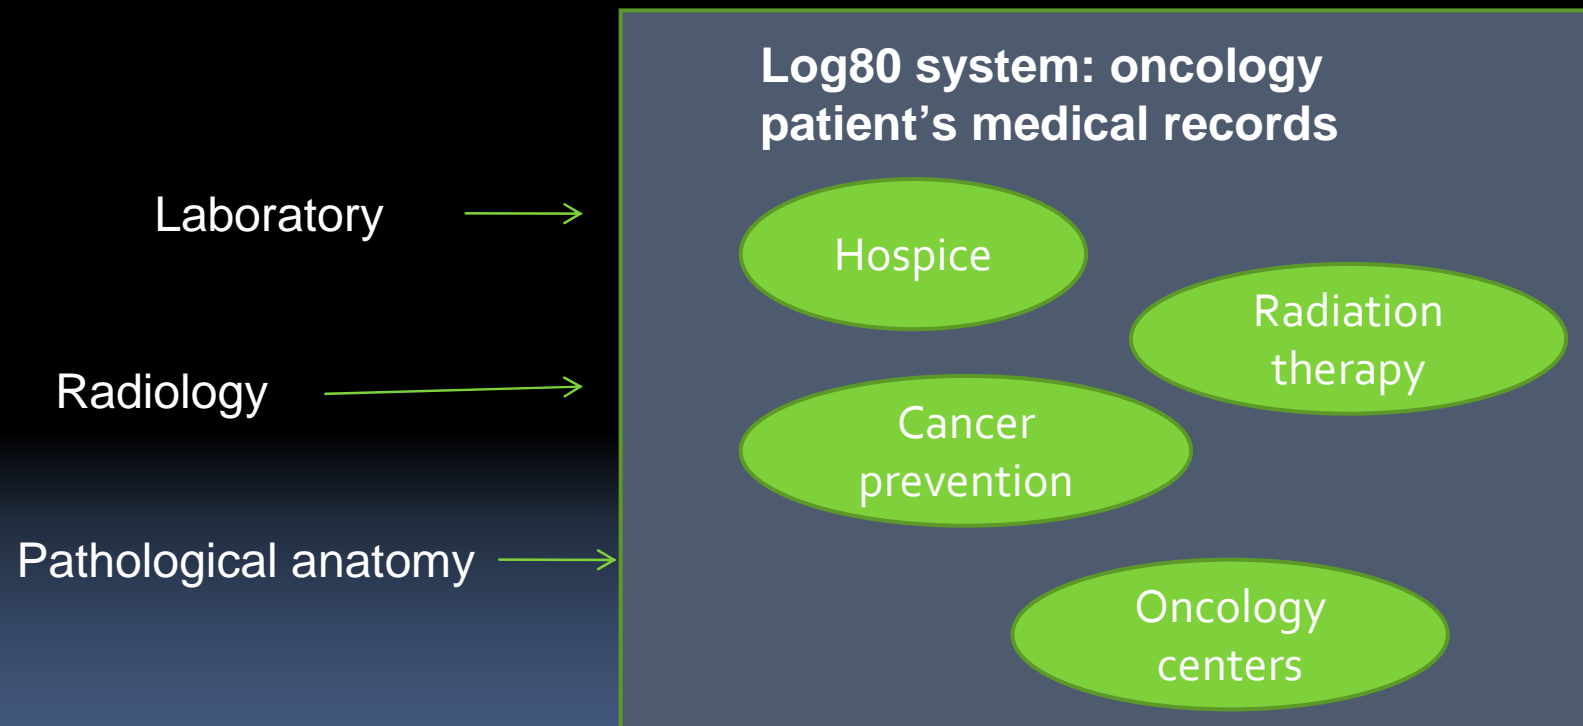 Log80 system: oncology
patient’s medical records
Laboratory
Hospice
Radiation
therapy
Radiology
Cancer
prevention
Pathological anatomy
Oncology
centers